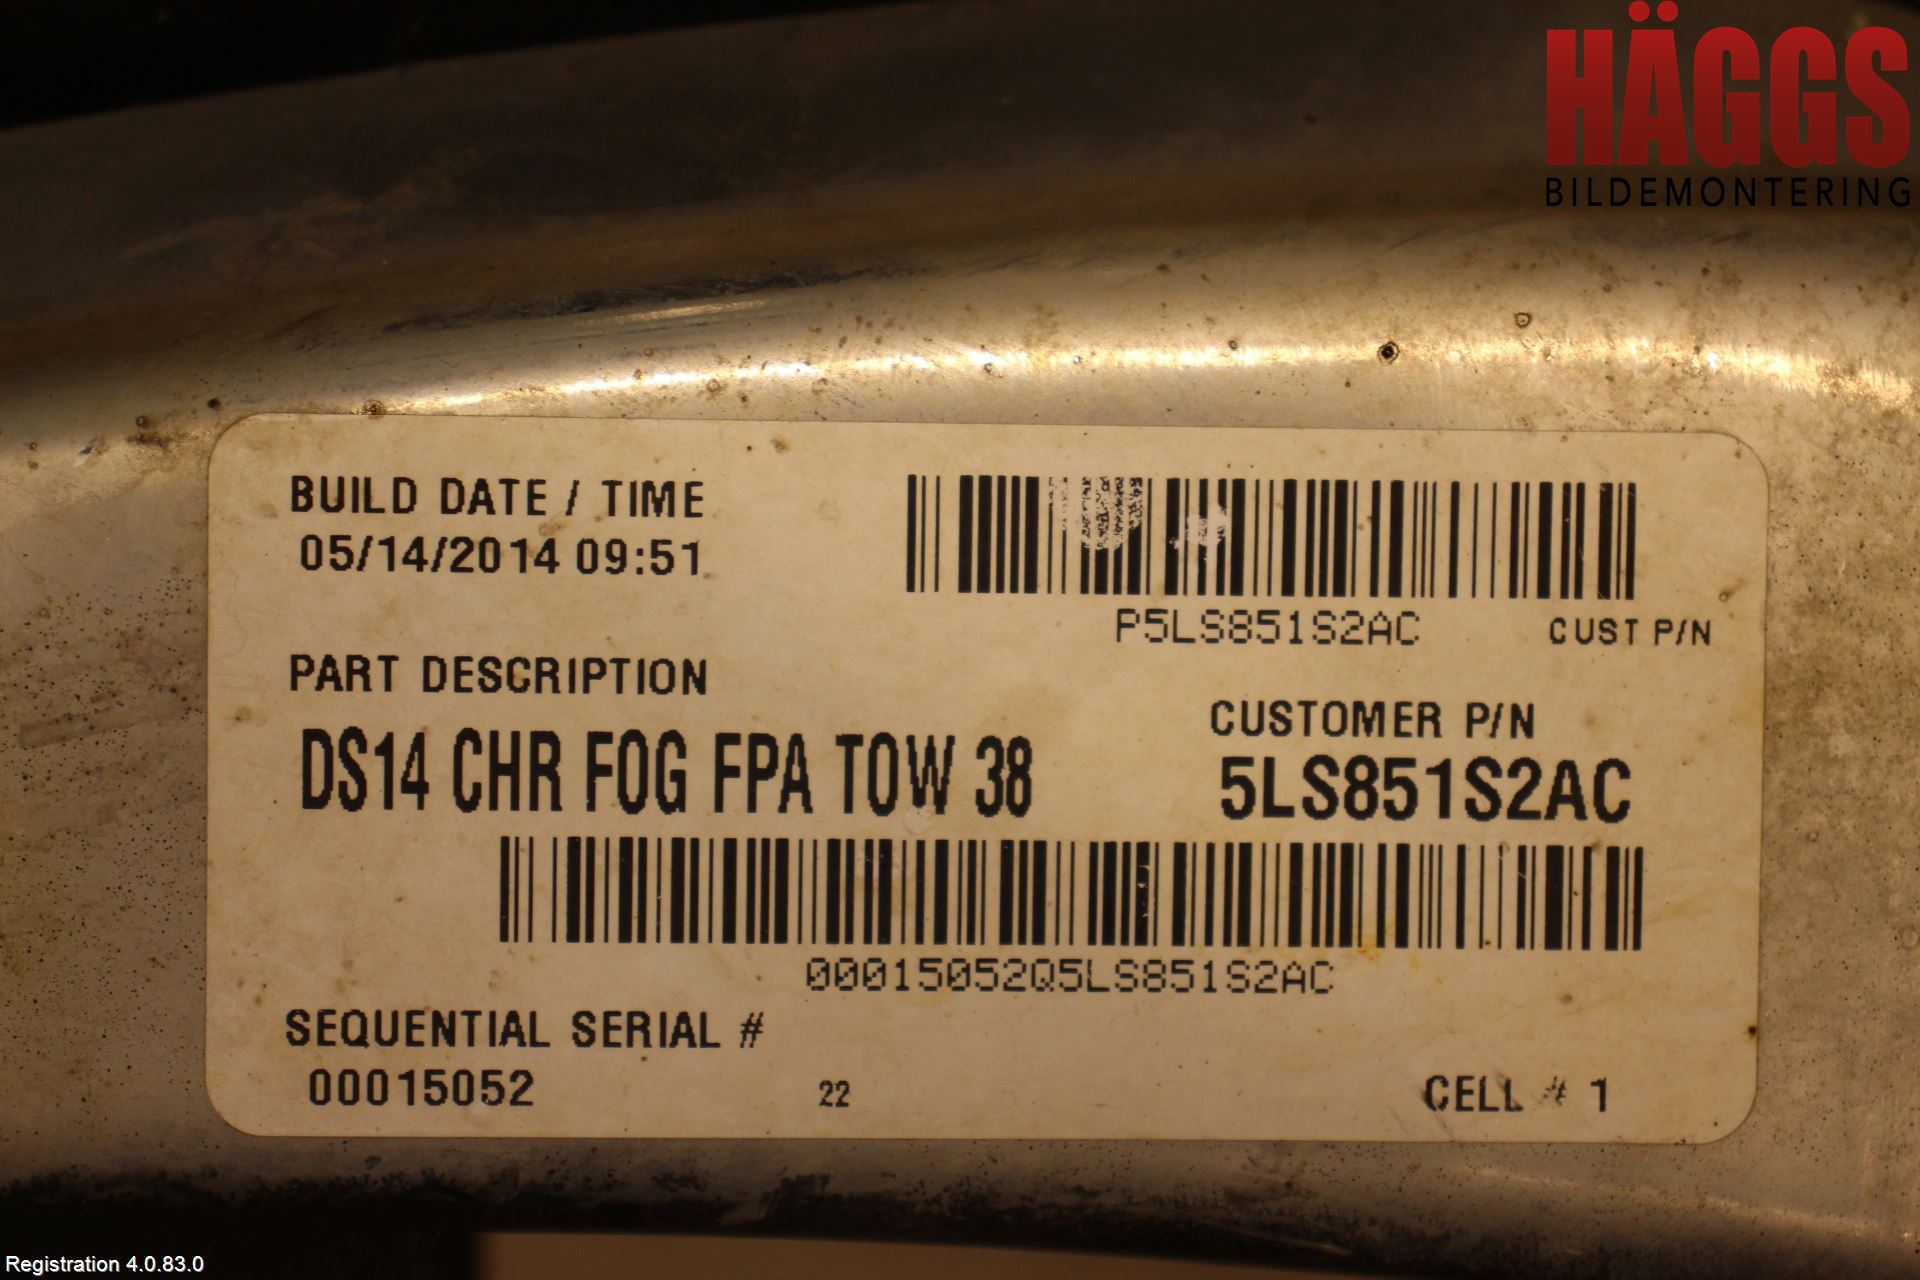 HÄGGS
BILDEMONTERING
BUILD DATE / TIME
05/14/2014 09:51
P5LS851S2AC
CUST P/N
PART DESCRIPTION
DS14 CHR FOG FPA TOW 38
CUSTOMER P/N
5LS851S2AC
00015052Q5LS851S2AC
SEQUENTIAL SERIAL #
00015052
22
CELL # 1
Registration 4.0.83.0